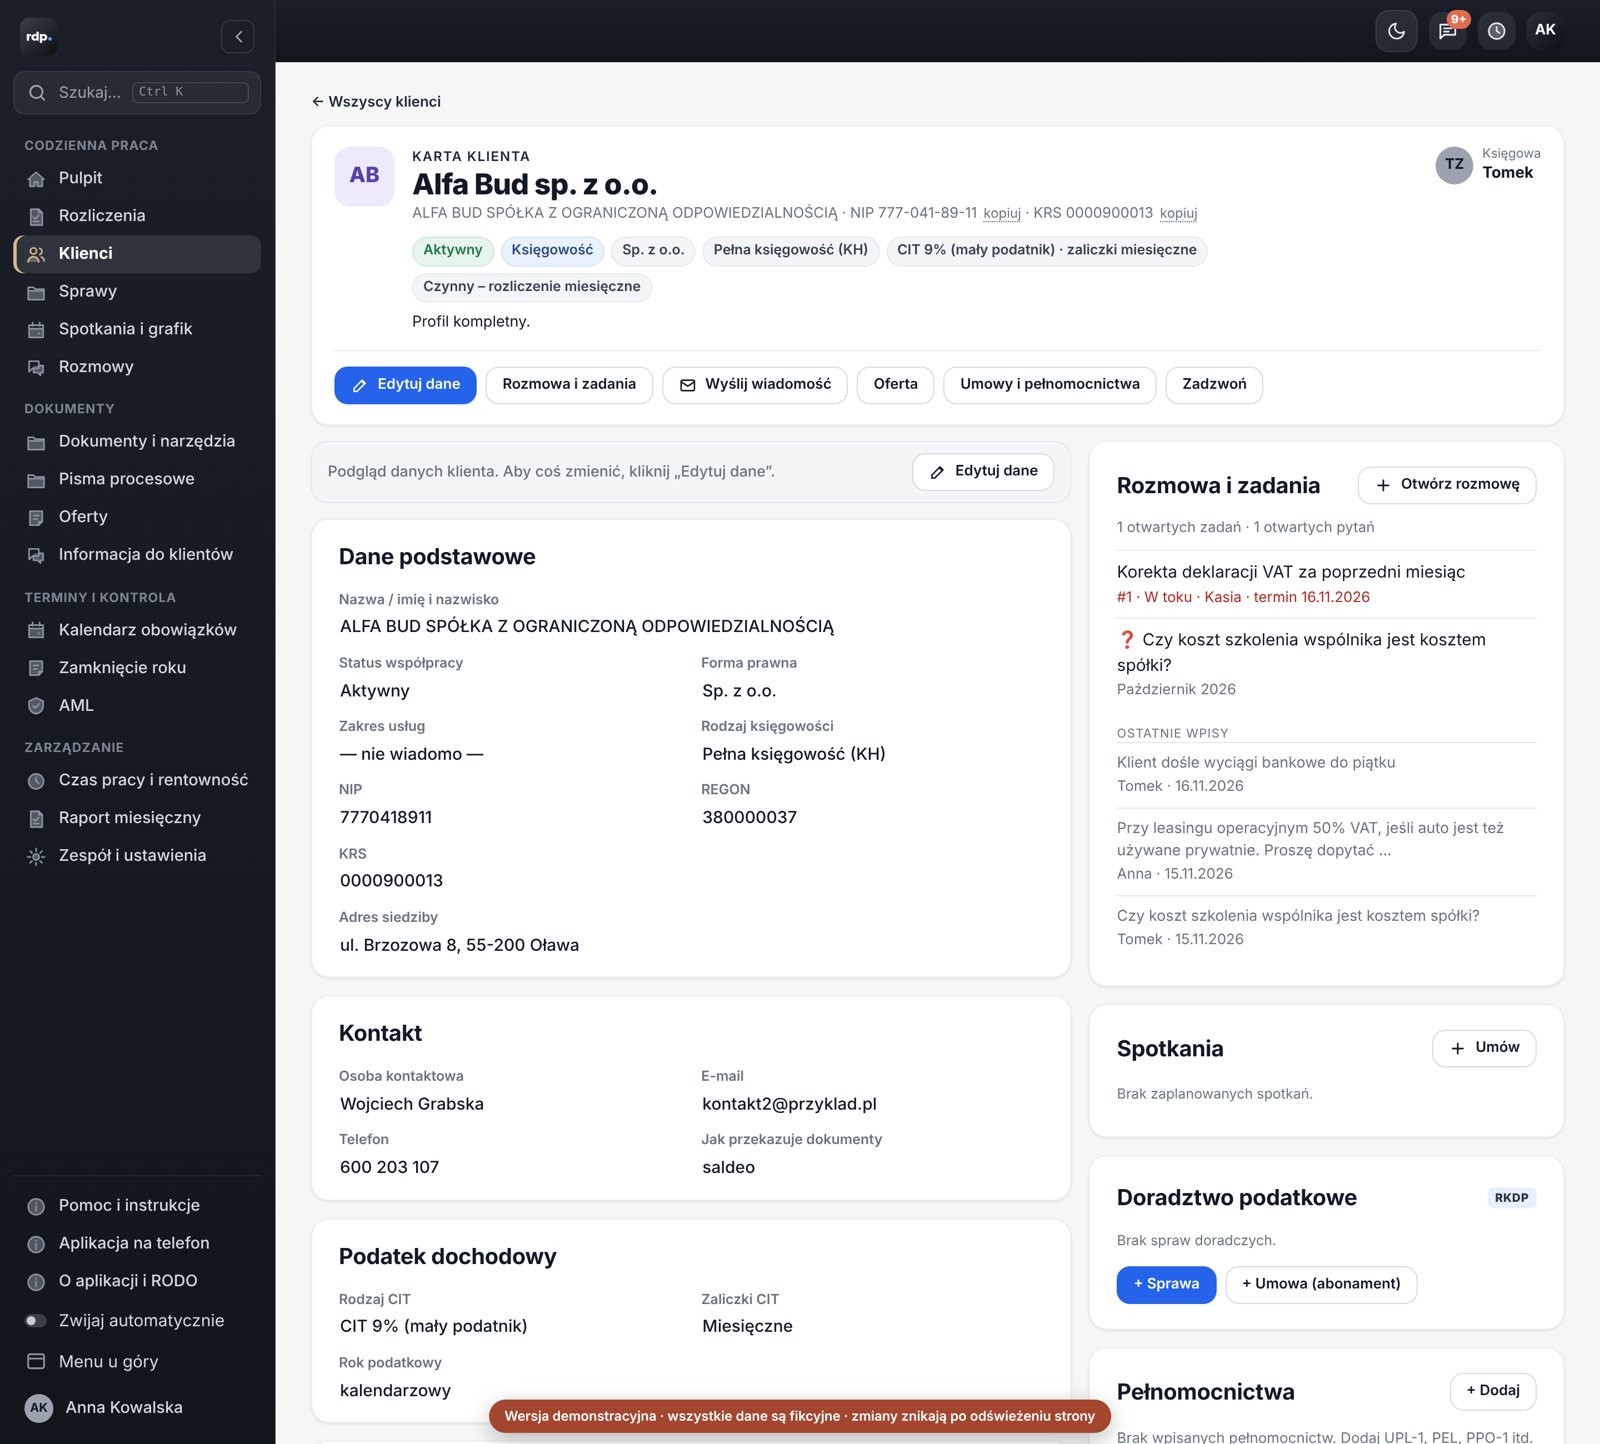 rdp.
Szukaj... Ctrl K
CODZIENNA PRACA
Pulpit
Rozliczenia
Klienci
Sprawy
Spotkania i grafik
Rozmowy
DOKUMENTY
Dokumenty i narzędzia
Pisma procesowe
Oferty
Informacja do klientów
TERMINY I KONTROLA
Kalendarz obowiązków
Zamknięcie roku
AML
ZARZĄDZANIE
Czas pracy i rentowność
Raport miesięczny
Zespół i ustawienia
Pomoc i instrukcje
Aplikacja na telefon
O aplikacji i RODO
Zwijaj automatycznie
Menu u góry
AK Anna Kowalska
9+
AK
← Wszyscy klienci
AB
KARTA KLIENTA
Alfa Bud sp. z o.o.
ALFA BUD SPÓŁKA Z OGRANICZONĄ ODPOWIEDZIALNOŚCIĄ · NIP 777-041-89-11 kopiuj · KRS 0000900013 kopiuj
Aktywny Księgowość Sp. z o.o. Pełna księgowość (KH) CIT 9% (mały podatnik) · zaliczki miesięczne
Czynny – rozliczenie miesięczne
Profil kompletny.
TZ
Księgowa
Tomek
Edytuj dane Rozmowa i zadania Wyślij wiadomość Oferta Umowy i pełnomocnictwa Zadzwoń
Podgląd danych klienta. Aby coś zmienić, kliknij „Edytuj dane”. Edytuj dane
Dane podstawowe
Nazwa / imię i nazwisko
ALFA BUD SPÓŁKA Z OGRANICZONĄ ODPOWIEDZIALNOŚCIĄ
Status współpracy Forma prawna
Aktywny Sp. z o.o.
Zakres usług Rodzaj księgowości
— nie wiadomo — Pełna księgowość (KH)
NIP REGON
7770418911 380000037
KRS
0000900013
Adres siedziby
ul. Brzozowa 8, 55-200 Oława
Kontakt
Osoba kontaktowa E-mail
Wojciech Grabska kontakt2@przyklad.pl
Telefon Jak przekazuje dokumenty
600 203 107 saldeo
Podatek dochodowy
Rodzaj CIT Zaliczki CIT
CIT 9% (mały podatnik) Miesięczne
Rok podatkowy
kalendarzowy
Rozmowa i zadania + Otwórz rozmowę
1 otwartych zadań · 1 otwartych pytań
Korekta deklaracji VAT za poprzedni miesiąc
#1 · W toku · Kasia · termin 16.11.2026
❓ Czy koszt szkolenia wspólnika jest kosztem
spółki?
Październik 2026
OSTATNIE WPISY
Klient dośle wyciągi bankowe do piątku
Tomek · 16.11.2026
Przy leasingu operacyjnym 50% VAT, jeśli auto jest też
używane prywatnie. Proszę dopytać ...
Anna · 15.11.2026
Czy koszt szkolenia wspólnika jest kosztem spółki?
Tomek · 15.11.2026
Spotkania + Umów
Brak zaplanowanych spotkań.
Doradztwo podatkowe RKDP
Brak spraw doradczych.
+ Sprawa + Umowa (abonament)
Pełnomocnictwa + Dodaj
Brak wpisanych pełnomocnictw. Dodaj UPL-1, PEL, PPO-1 itd.
Wersja demonstracyjna · wszystkie dane są fikcyjne · zmiany znikają po odświeżeniu strony